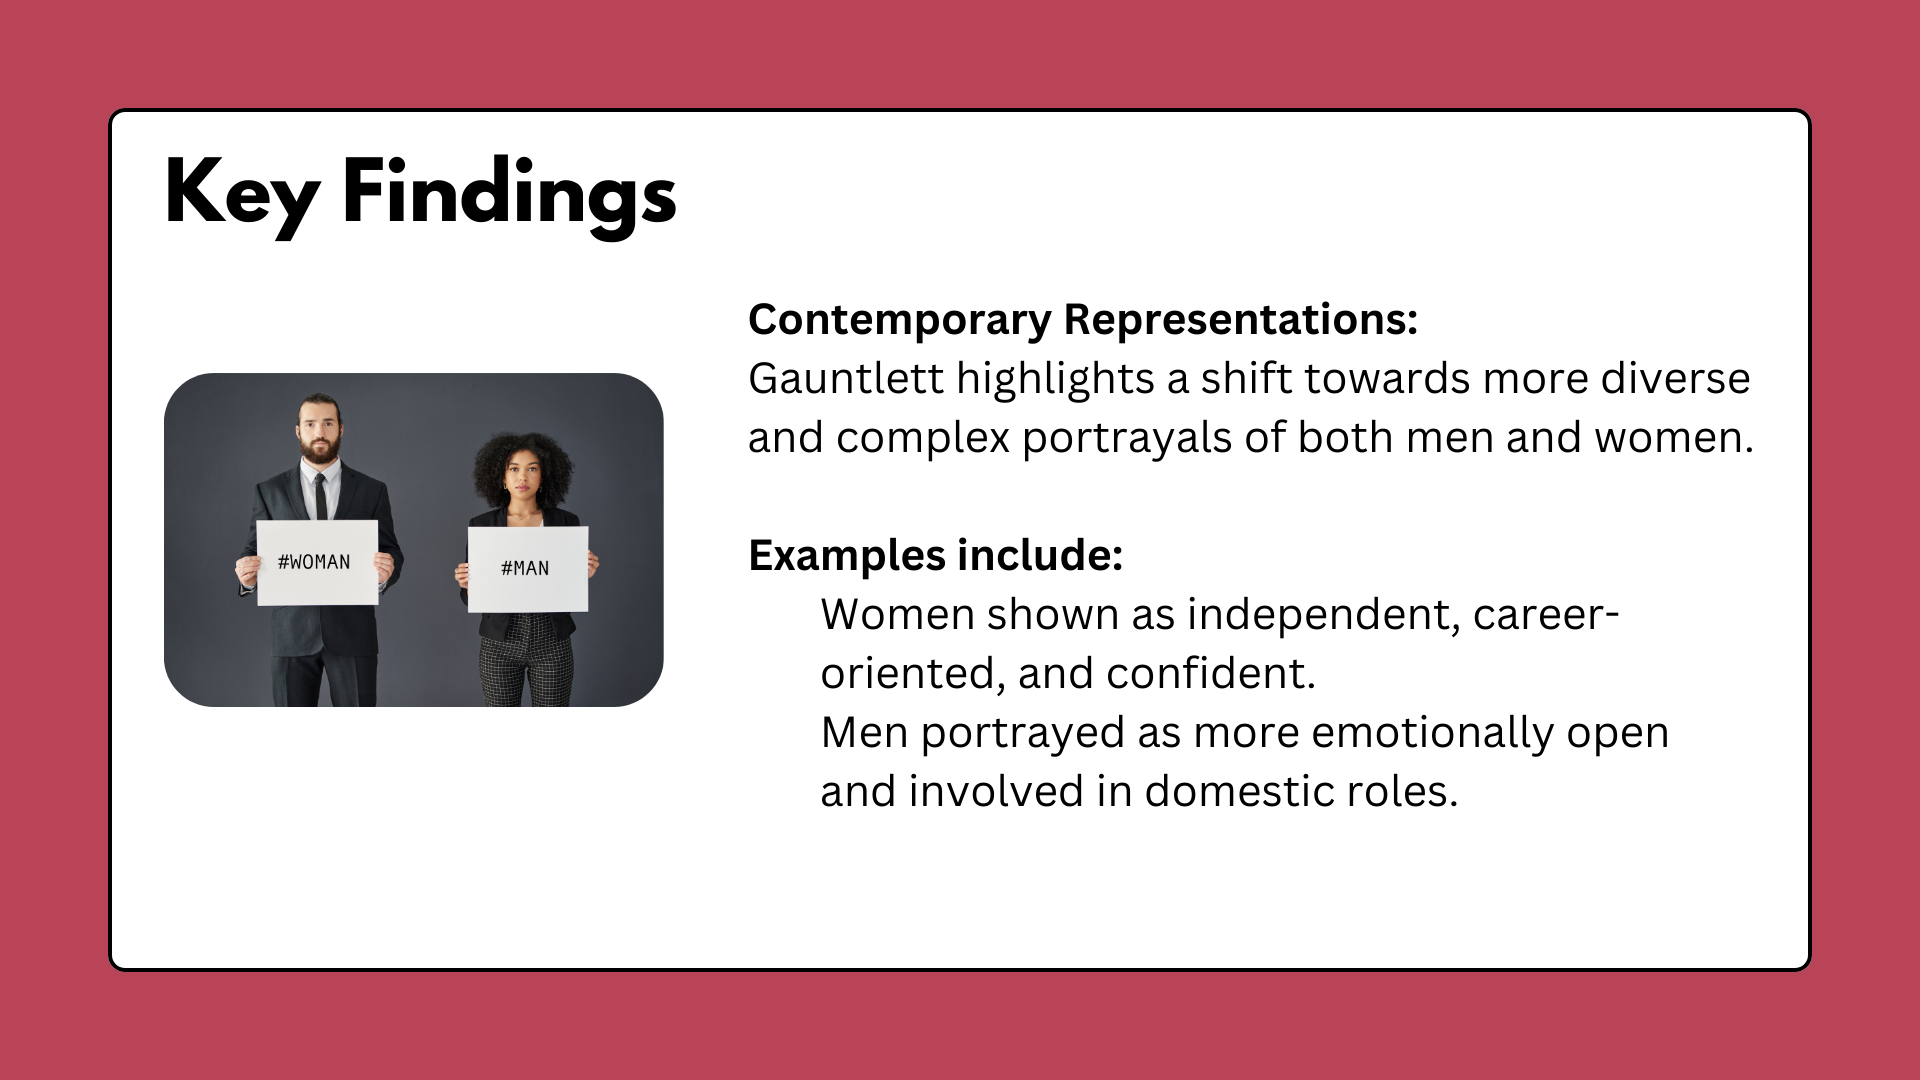 Key Findings
#WOMAN
#MAN
Contemporary Representations:
Gauntlett highlights a shift towards more diverse
and complex portrayals of both men and women.
Examples include:
Women shown as independent, career-
oriented, and confident.
Men portrayed as more emotionally open
and involved in domestic roles.